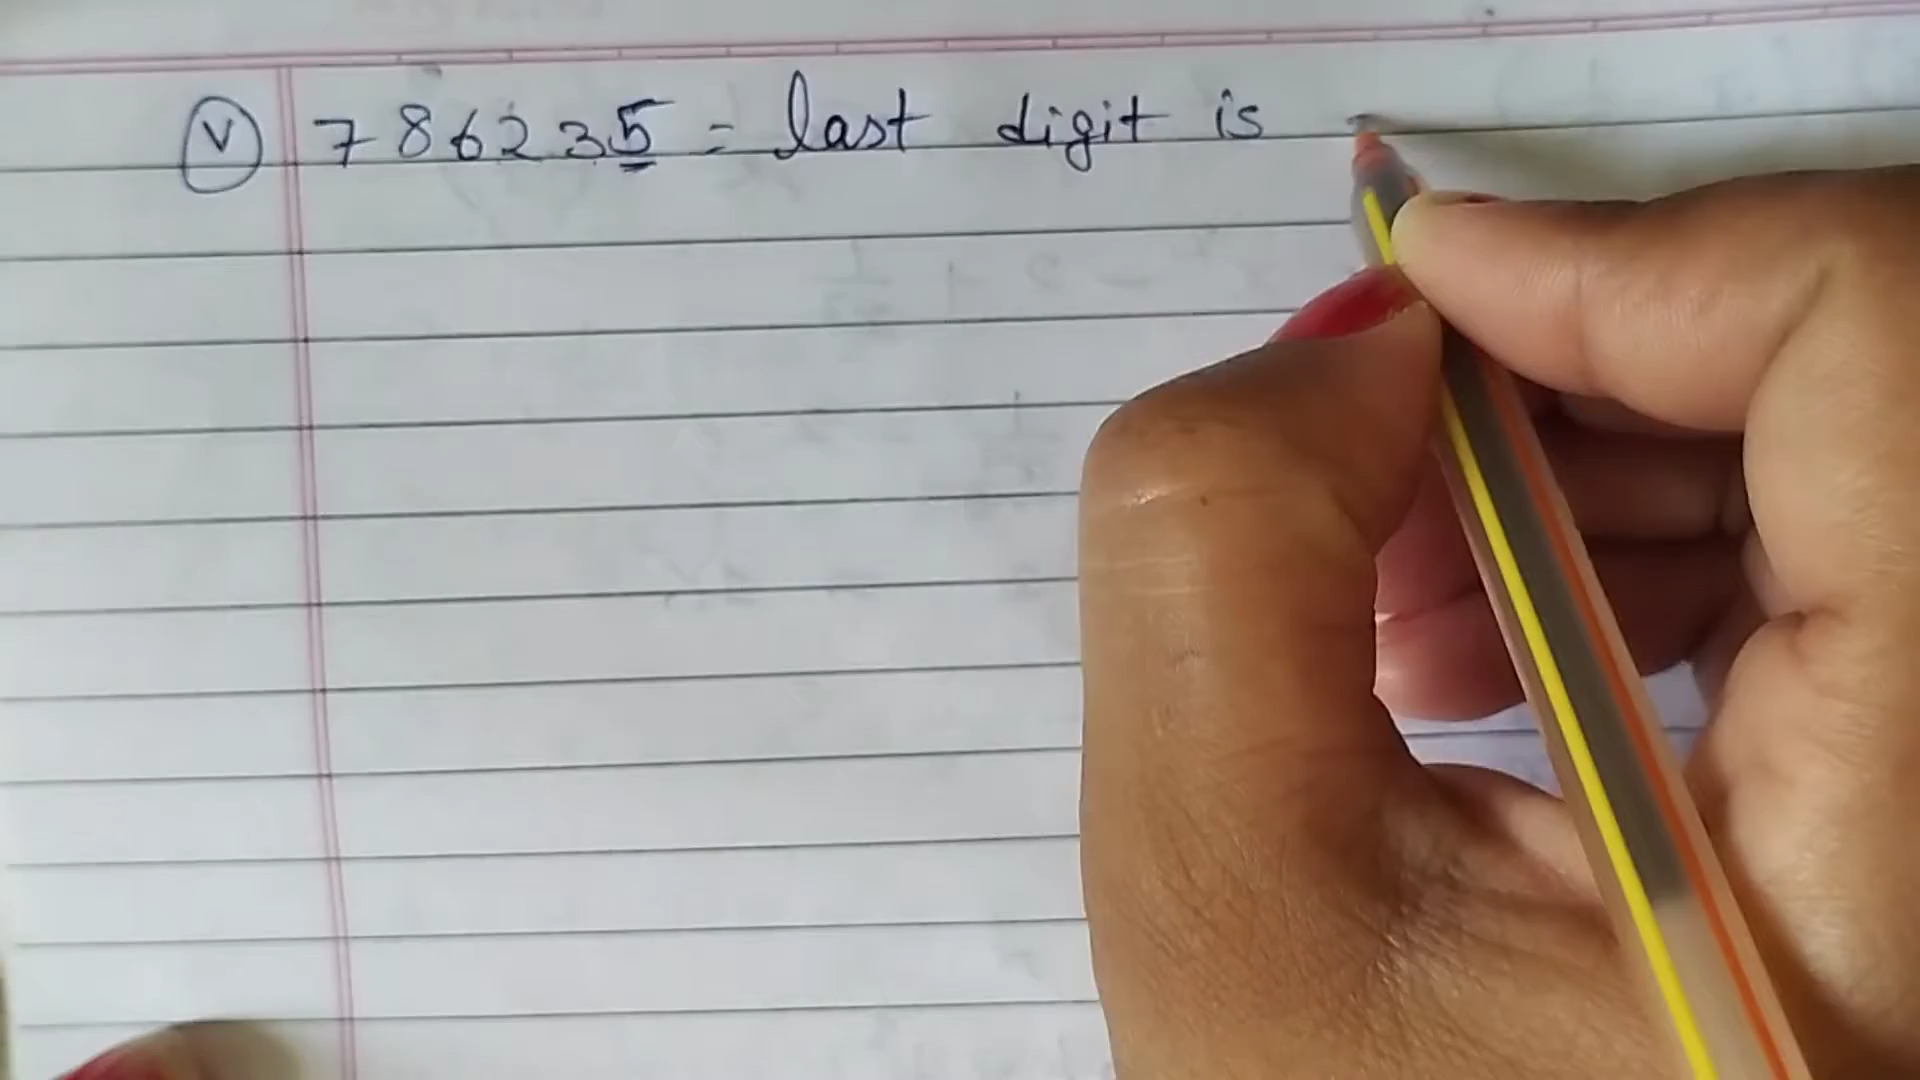 (v) 786235 = last digit is